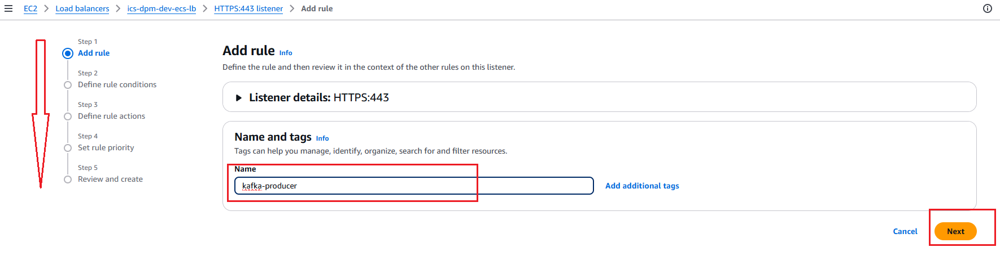 EC2 > Load balancers > ics-dpm-dev-ecs-lb > HTTPS:443 listener > Add rule
Step 1
Add rule
Step 2
Define rule conditions
Step 3
Define rule actions
Step 4
Set rule priority
Step 5
Review and create
Add rule Info
Define the rule and then review it in the context of the other rules on this listener.
Listener details: HTTPS:443
Name and tags Info
Tags can help you manage, identify, organize, search for and filter resources.
Name
kafka-producer
Add additional tags
Cancel
Next